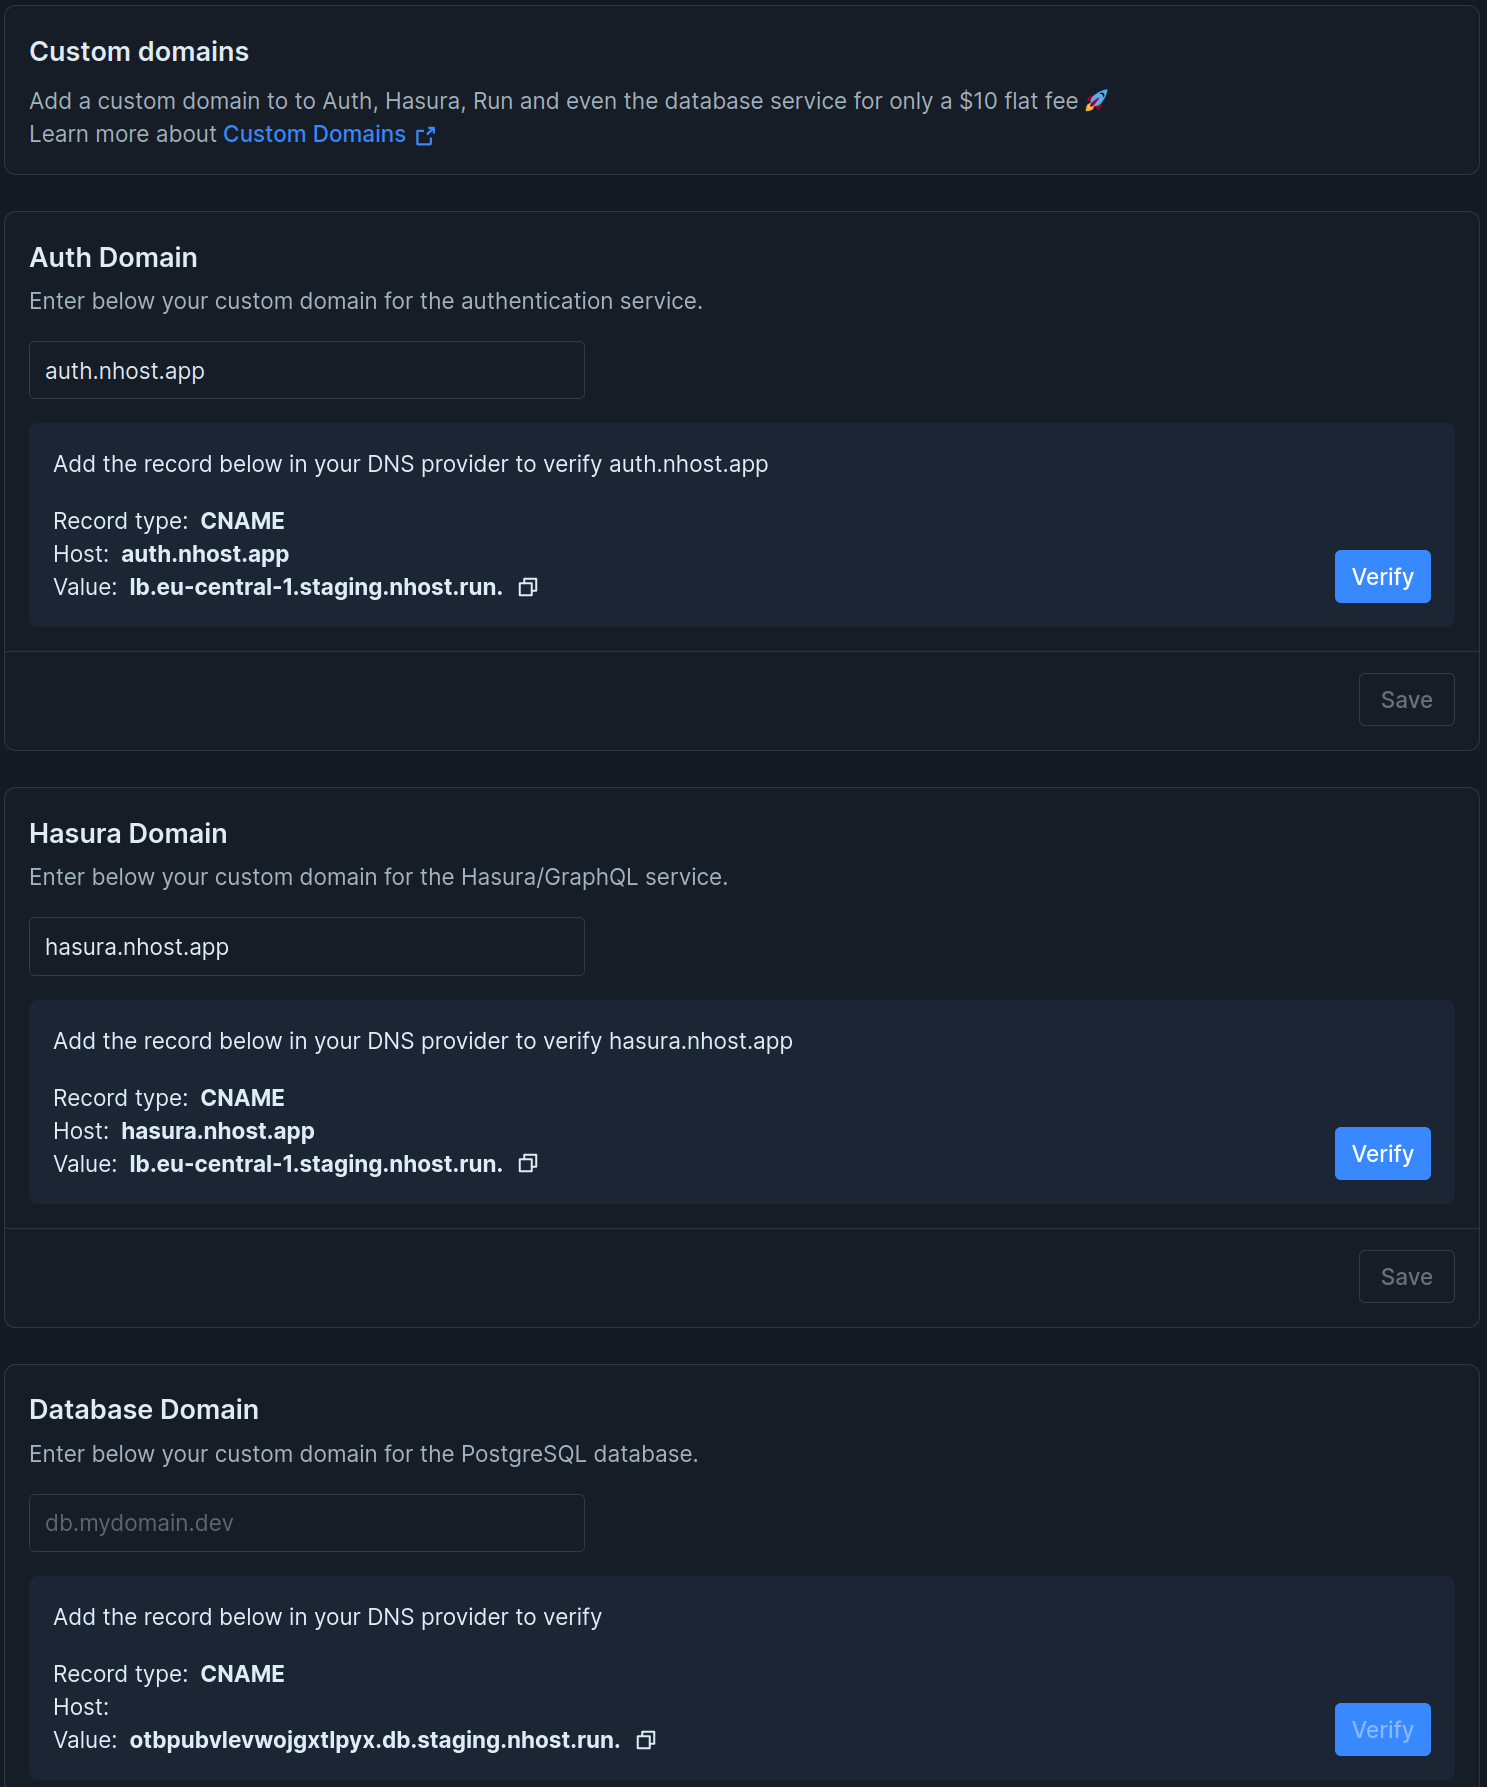 Custom domains
Add a custom domain to to Auth, Hasura, Run and even the database service for only a $10 flat fee 🚀
Learn more about Custom Domains
Auth Domain
Enter below your custom domain for the authentication service.
auth.nhost.app
Add the record below in your DNS provider to verify auth.nhost.app
Record type: CNAME
Host: auth.nhost.app
Value: lb.eu-central-1.staging.nhost.run.
Verify
Save
Hasura Domain
Enter below your custom domain for the Hasura/GraphQL service.
hasura.nhost.app
Add the record below in your DNS provider to verify hasura.nhost.app
Record type: CNAME
Host: hasura.nhost.app
Value: lb.eu-central-1.staging.nhost.run.
Verify
Save
Database Domain
Enter below your custom domain for the PostgreSQL database.
db.mydomain.dev
Add the record below in your DNS provider to verify
Record type: CNAME
Host:
Value: otbpubvlevwojgxtlpyx.db.staging.nhost.run.
Verify